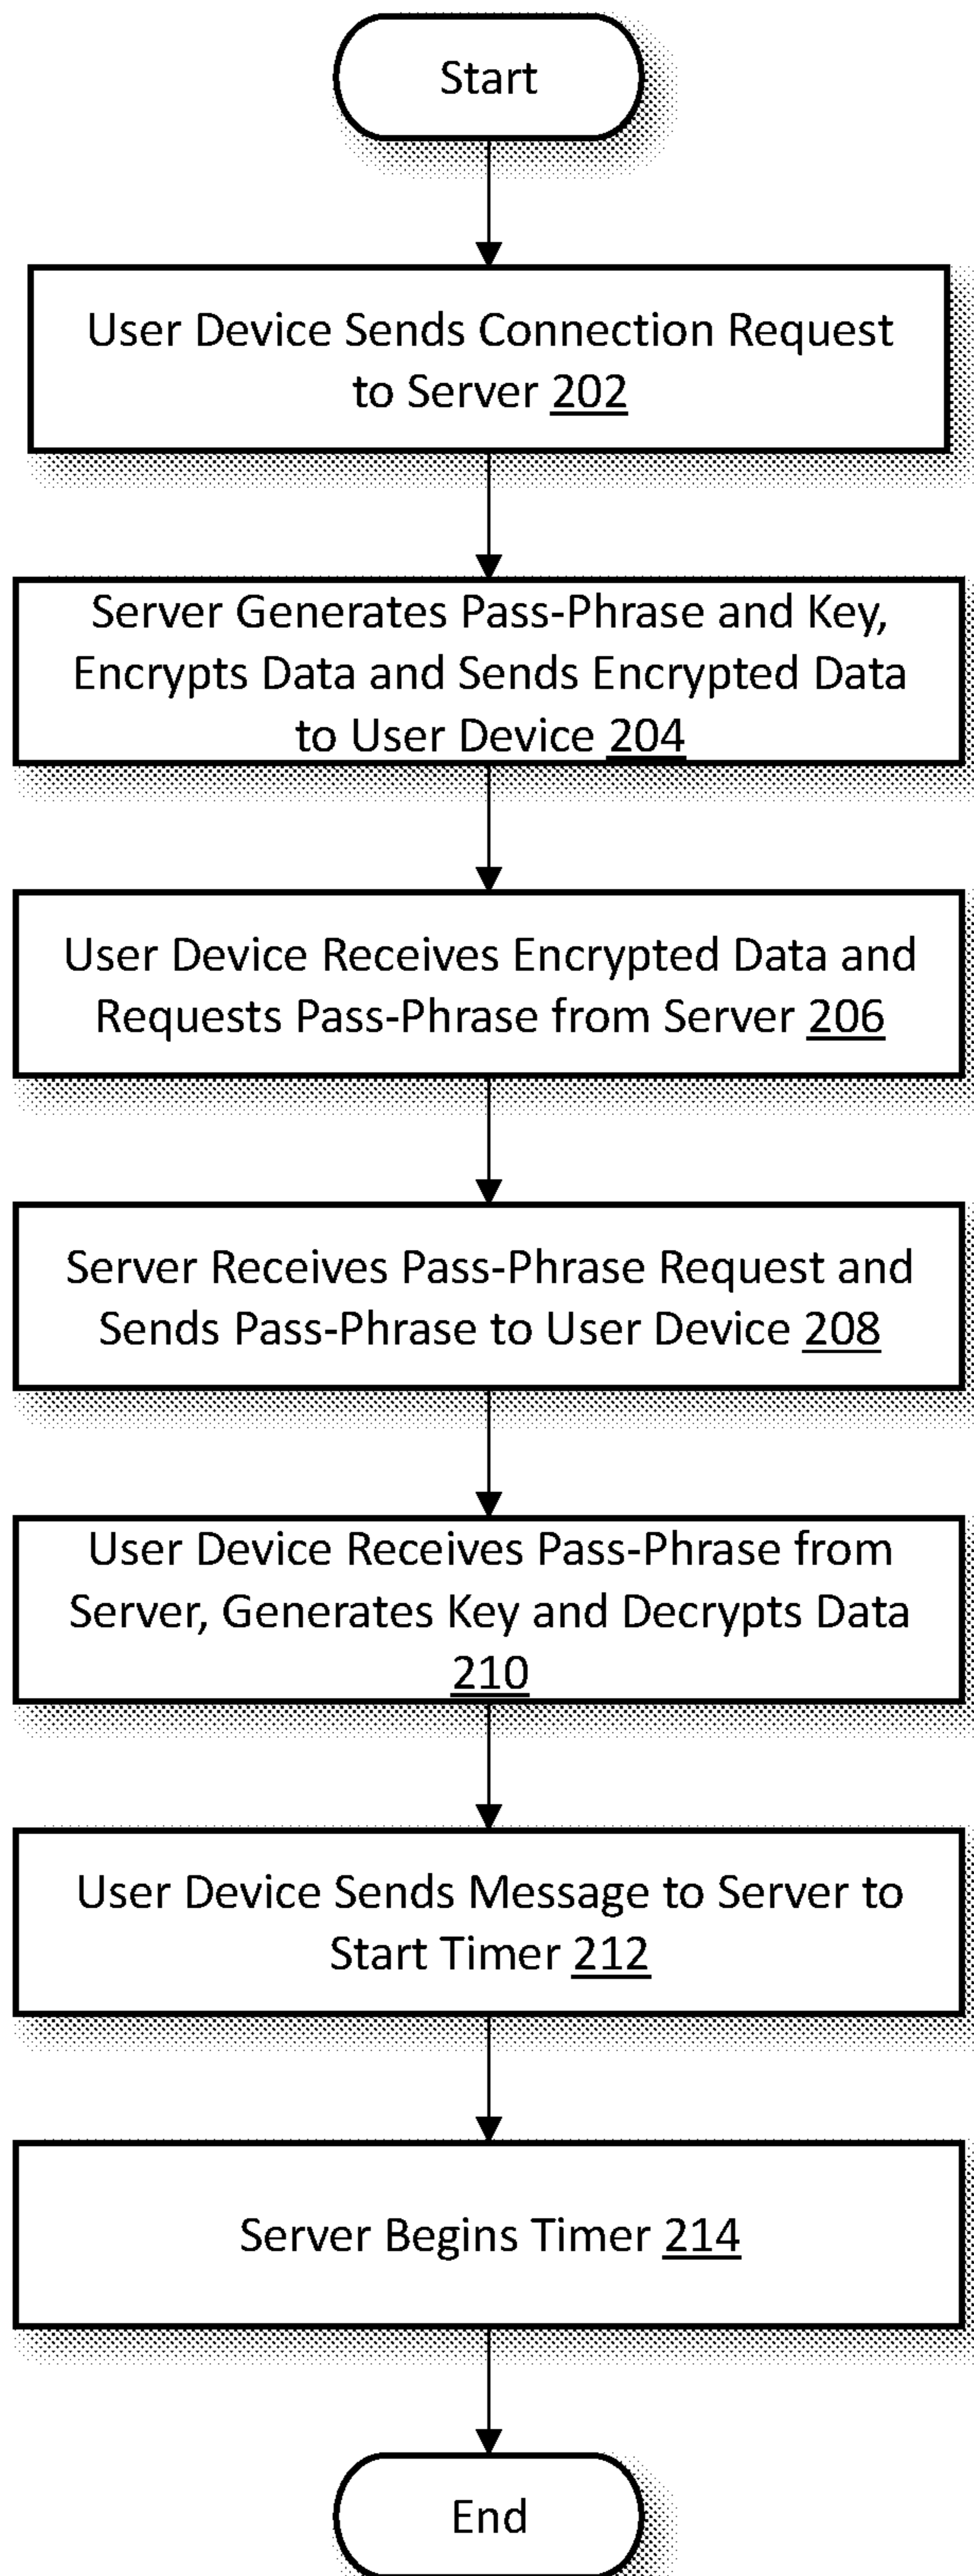 Start
User Device Sends Connection Request
to Server 202
Server Generates Pass-Phrase and Key,
Encrypts Data and Sends Encrypted Data
to User Device 204
User Device Receives Encrypted Data and
Requests Pass-Phrase from Server 206
Server Receives Pass-Phrase Request and
Sends Pass-Phrase to User Device 208
User Device Receives Pass-Phrase from
Server, Generates Key and Decrypts Data
210
User Device Sends Message to Server to
Start Timer 212
Server Begins Timer 214
End